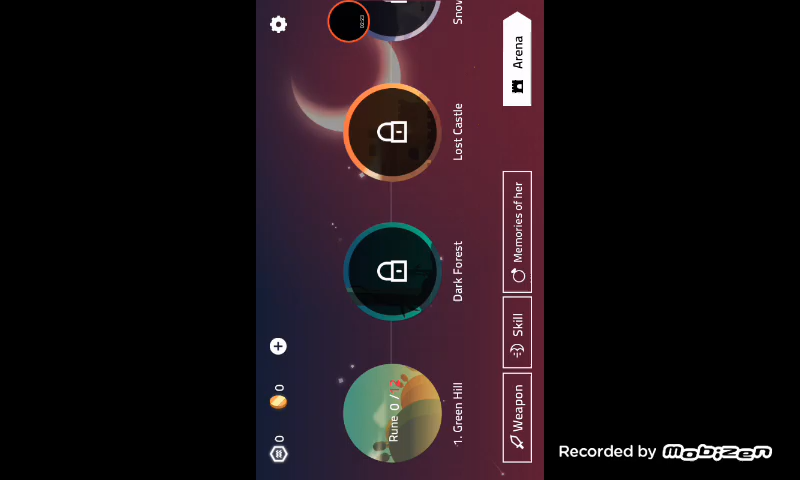 0
0
Rune 0 / 12
1. Green Hill
Dark Forest
Lost Castle
Snow
Weapon
Skill
Memories of her
Arena
Recorded by mobizen